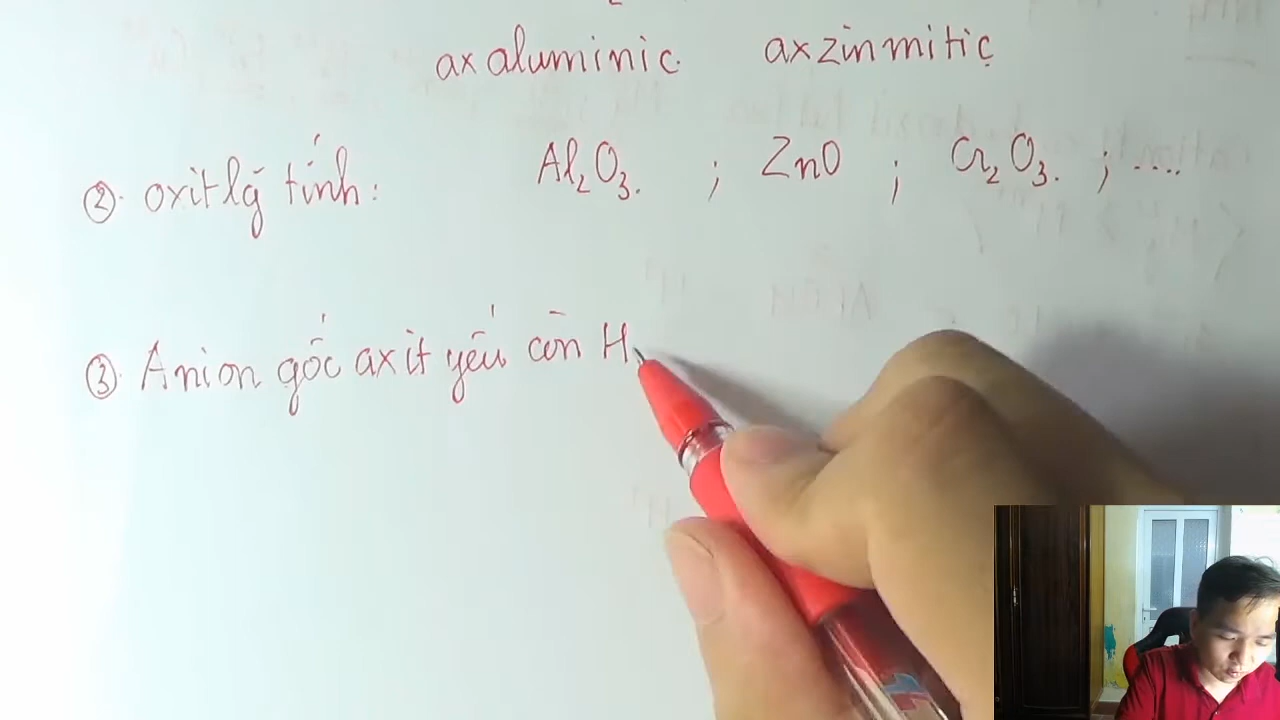 axaluminic. axzinmitic
② oxit lg tính: Al₂O₃. ; ZnO ; Cr₂O₃. ; ....
③ Anion gốc axit yếu còn H